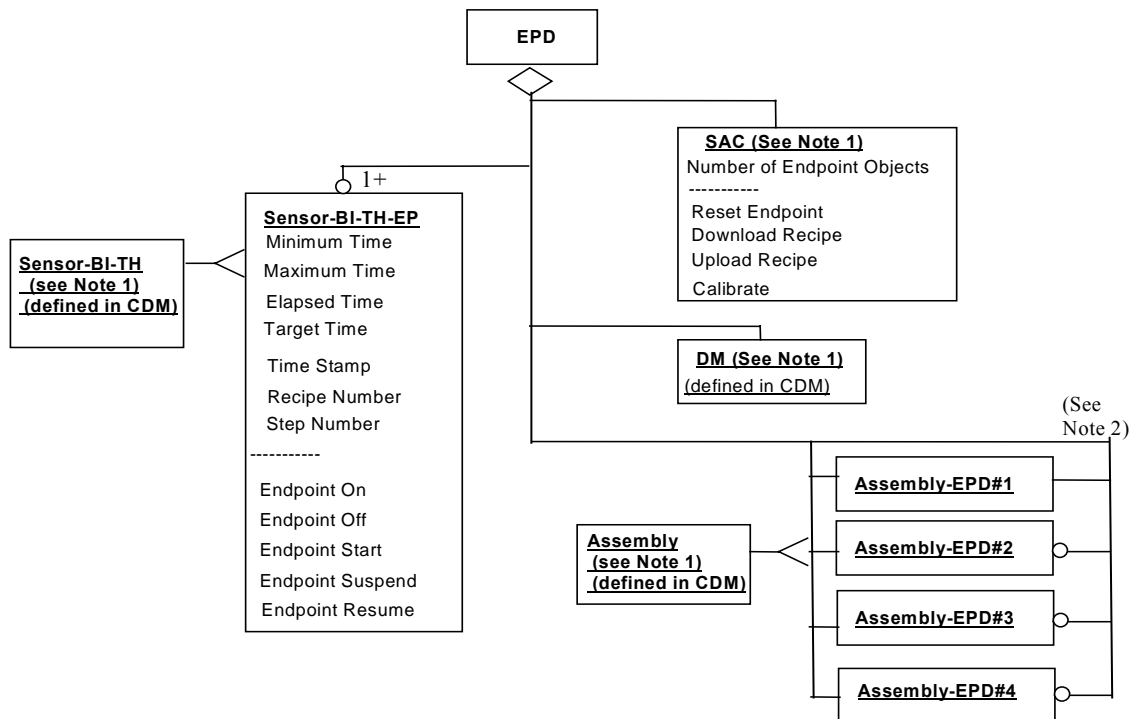 EPD
SAC (See Note 1)
Number of Endpoint Objects
-----------
Reset Endpoint
Download Recipe
Upload Recipe
Calibrate
1+
Sensor-BI-TH-EP
Minimum Time
Maximum Time
Elapsed Time
Target Time
Time Stamp
Recipe Number
Step Number
-----------
Endpoint On
Endpoint Off
Endpoint Start
Endpoint Suspend
Endpoint Resume
Sensor-BI-TH
(see Note 1)
(defined in CDM)
DM (See Note 1)
(defined in CDM)
(See
Note 2)
Assembly-EPD#1
Assembly-EPD#2
Assembly-EPD#3
Assembly-EPD#4
Assembly
(see Note 1)
(defined in CDM)